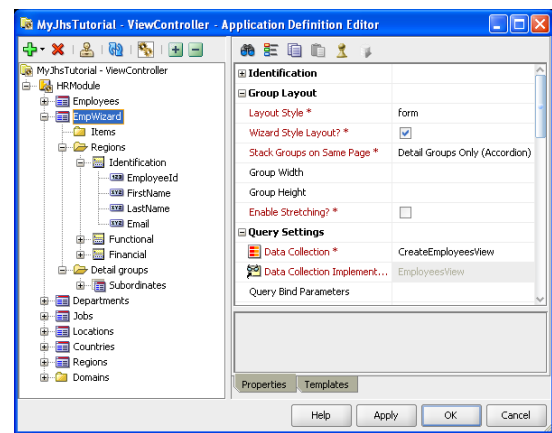 MyJhsTutorial - ViewController - Application Definition Editor
MyJhsTutorial - ViewController
HRModule
Employees
EmpWizard
Items
Regions
Identification
EmployeeId
FirstName
LastName
Email
Functional
Financial
Detail groups
Subordinates
Departments
Jobs
Locations
Countries
Regions
Domains
Identification
Group Layout
Layout Style * form
Wizard Style Layout? *
Stack Groups on Same Page * Detail Groups Only (Accordion)
Group Width
Group Height
Enable Stretching? *
Query Settings
Data Collection * CreateEmployeesView
Data Collection Implement... EmployeesView
Query Bind Parameters
Properties Templates
Help Apply OK Cancel